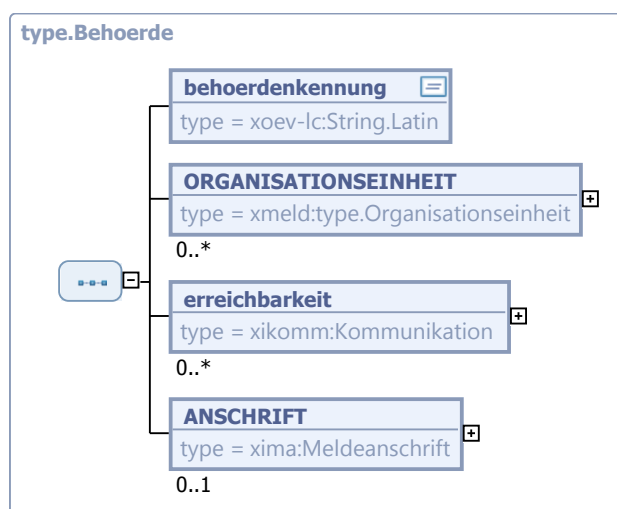 type.Behoerde
behoerdenkennung
type = xoev-lc:String.Latin
ORGANISATIONSEINHEIT
type = xmeld:type.Organisationseinheit
0..*
erreichbarkeit
type = xikomm:Kommunikation
0..*
ANSCHRIFT
type = xima:Meldeanschrift
0..1